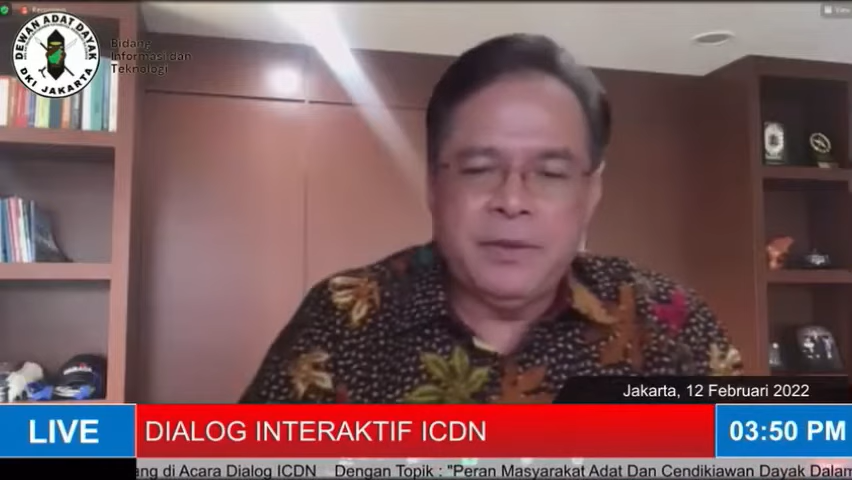 DEWAN ADAT DAYAK
DKI JAKARTA
Bidang
Informasi dan
Teknologi
Jakarta, 12 Februari 2022
LIVE
DIALOG INTERAKTIF ICDN
03:50 PM
ang di Acara Dialog ICDN Dengan Topik : "Peran Masyarakat Adat Dan Cendikiawan Dayak Dalam